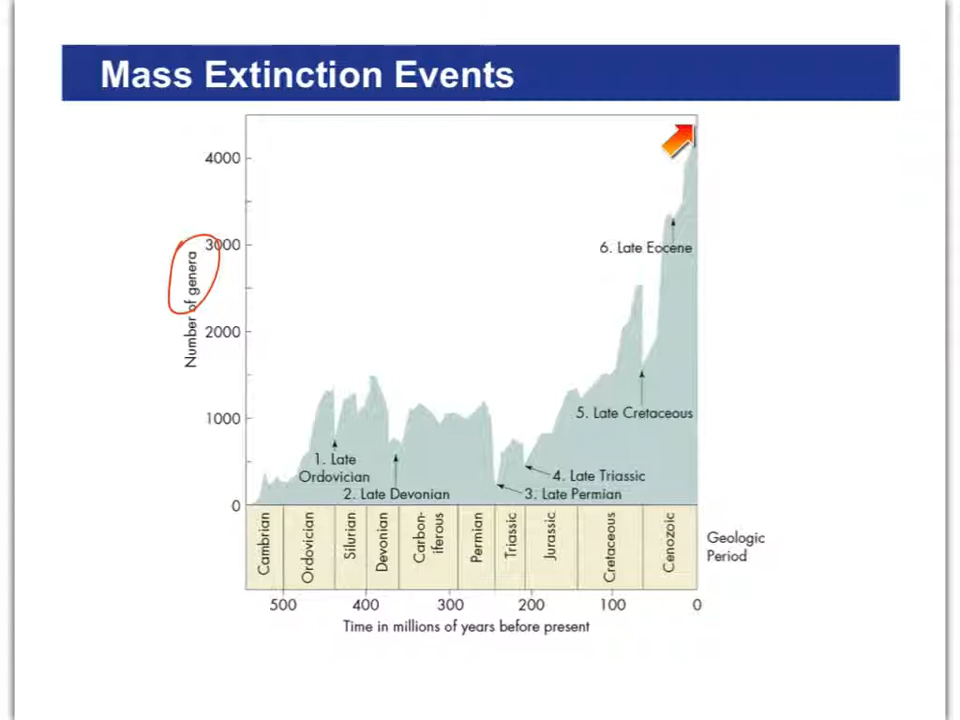 Mass Extinction Events
4000
3000
2000
1000
0
Number of genera
6. Late Eocene
5. Late Cretaceous
1. Late
Ordovician
4. Late Triassic
2. Late Devonian
3. Late Permian
Cambrian
Ordovician
Silurian
Devonian
Carbon-
iferous
Permian
Triassic
Jurassic
Cretaceous
Cenozoic
Geologic
Period
500
400
300
200
100
0
Time in millions of years before present